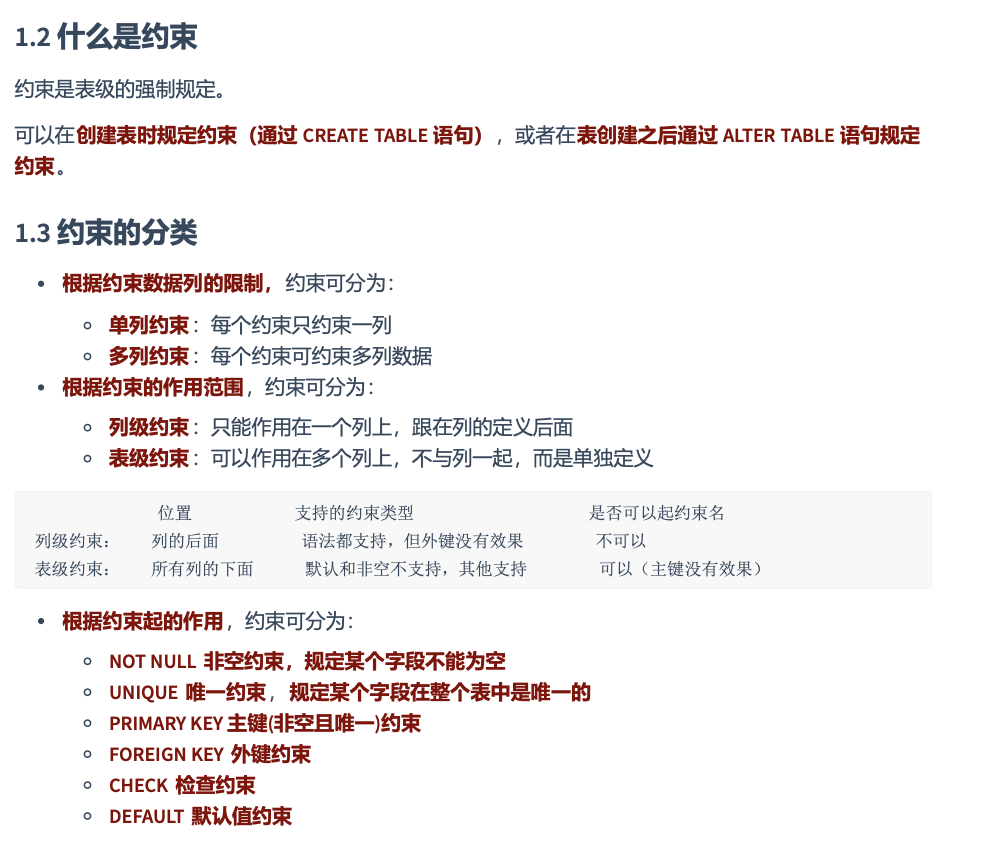 1.2 什么是约束
约束是表级的强制规定。
可以在创建表时规定约束（通过 CREATE TABLE 语句），或者在表创建之后通过 ALTER TABLE 语句规定
约束。
1.3 约束的分类
• 根据约束数据列的限制，约束可分为：
◦ 单列约束：每个约束只约束一列
◦ 多列约束：每个约束可约束多列数据
• 根据约束的作用范围，约束可分为：
◦ 列级约束：只能作用在一个列上，跟在列的定义后面
◦ 表级约束：可以作用在多个列上，不与列一起，而是单独定义
位置 支持的约束类型 是否可以起约束名
列级约束： 列的后面 语法都支持，但外键没有效果 不可以
表级约束： 所有列的下面 默认和非空不支持，其他支持 可以（主键没有效果）
• 根据约束起的作用，约束可分为：
◦ NOT NULL 非空约束，规定某个字段不能为空
◦ UNIQUE 唯一约束，规定某个字段在整个表中是唯一的
◦ PRIMARY KEY 主键(非空且唯一)约束
◦ FOREIGN KEY 外键约束
◦ CHECK 检查约束
◦ DEFAULT 默认值约束